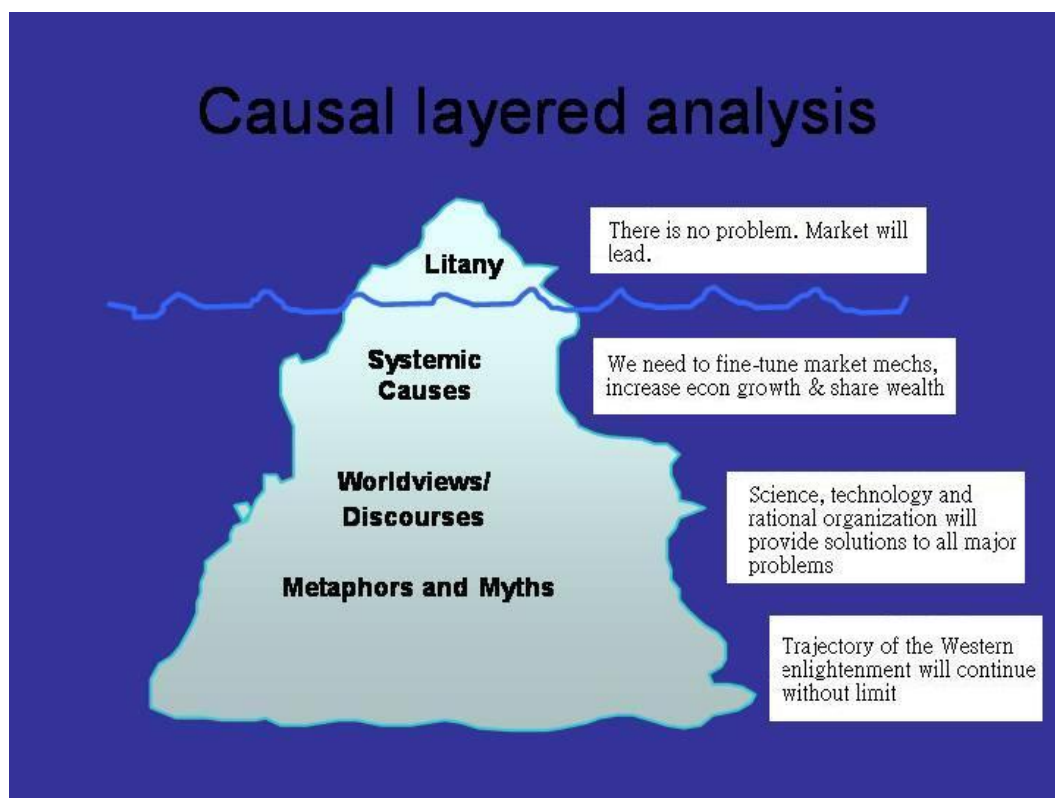 Causal layered analysis
Litany
There is no problem. Market will
lead.
Systemic
Causes
We need to fine-tune market mechs,
increase econ growth & share wealth
Worldviews/
Discourses
Science, technology and
rational organization will
provide solutions to all major
problems
Metaphors and Myths
Trajectory of the Western
enlightenment will continue
without limit